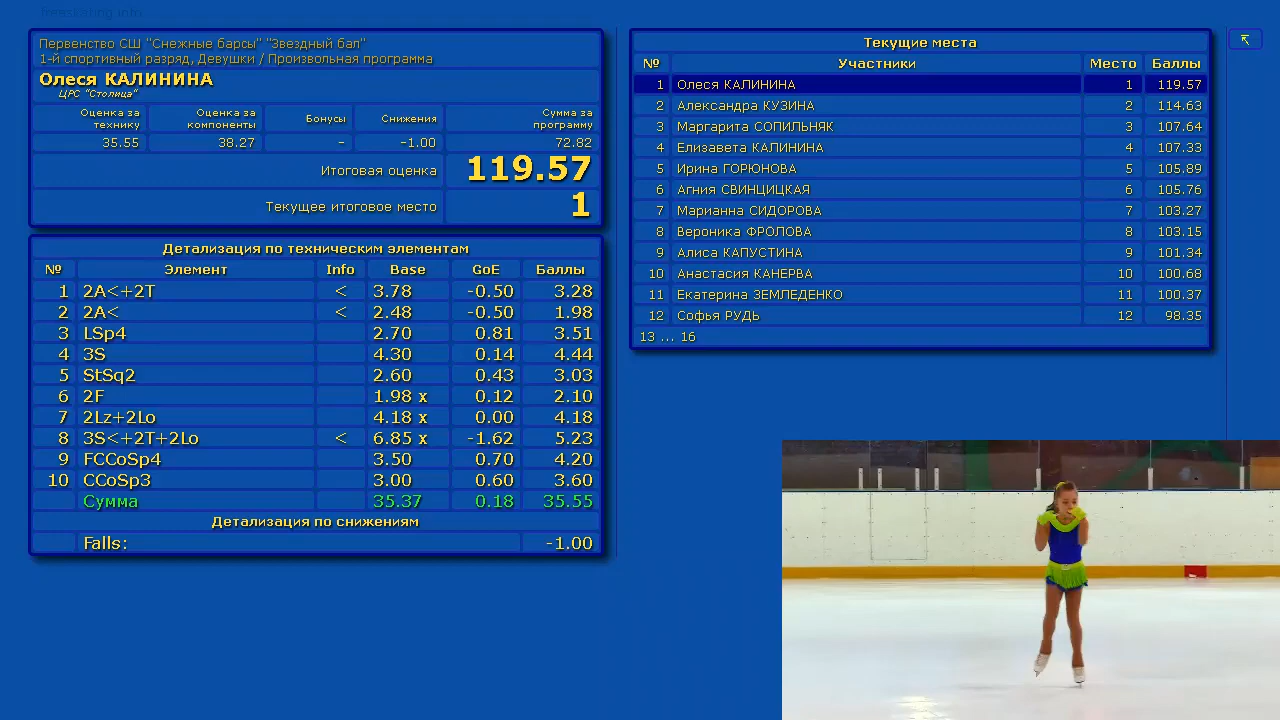 freeskating.info
Первенство СШ "Снежные барсы" "Звездный бал"
1-й спортивный разряд, Девушки / Произвольная программа
Олеся КАЛИНИНА
ЦРС "Столица"
Оценка за технику Оценка за компоненты Бонусы Снижения Сумма за программу
35.55 38.27 - -1.00 72.82
Итоговая оценка 119.57
Текущее итоговое место 1
Детализация по техническим элементам
№ Элемент Info Base GoE Баллы
1 2A<+2T < 3.78 -0.50 3.28
2 2A< < 2.48 -0.50 1.98
3 LSp4 2.70 0.81 3.51
4 3S 4.30 0.14 4.44
5 StSq2 2.60 0.43 3.03
6 2F 1.98 x 0.12 2.10
7 2Lz+2Lo 4.18 x 0.00 4.18
8 3S<+2T+2Lo < 6.85 x -1.62 5.23
9 FCCoSp4 3.50 0.70 4.20
10 CCoSp3 3.00 0.60 3.60
Сумма 35.37 0.18 35.55
Детализация по снижениям
Falls: -1.00
Текущие места
№ Участники Место Баллы
1 Олеся КАЛИНИНА 1 119.57
2 Александра КУЗИНА 2 114.63
3 Маргарита СОПИЛЬНЯК 3 107.64
4 Елизавета КАЛИНИНА 4 107.33
5 Ирина ГОРЮНОВА 5 105.89
6 Агния СВИНЦИЦКАЯ 6 105.76
7 Марианна СИДОРОВА 7 103.27
8 Вероника ФРОЛОВА 8 103.15
9 Алиса КАПУСТИНА 9 101.34
10 Анастасия КАНЕРВА 10 100.68
11 Екатерина ЗЕМЛЕДЕНКО 11 100.37
12 Софья РУДЬ 12 98.35
13 ... 16